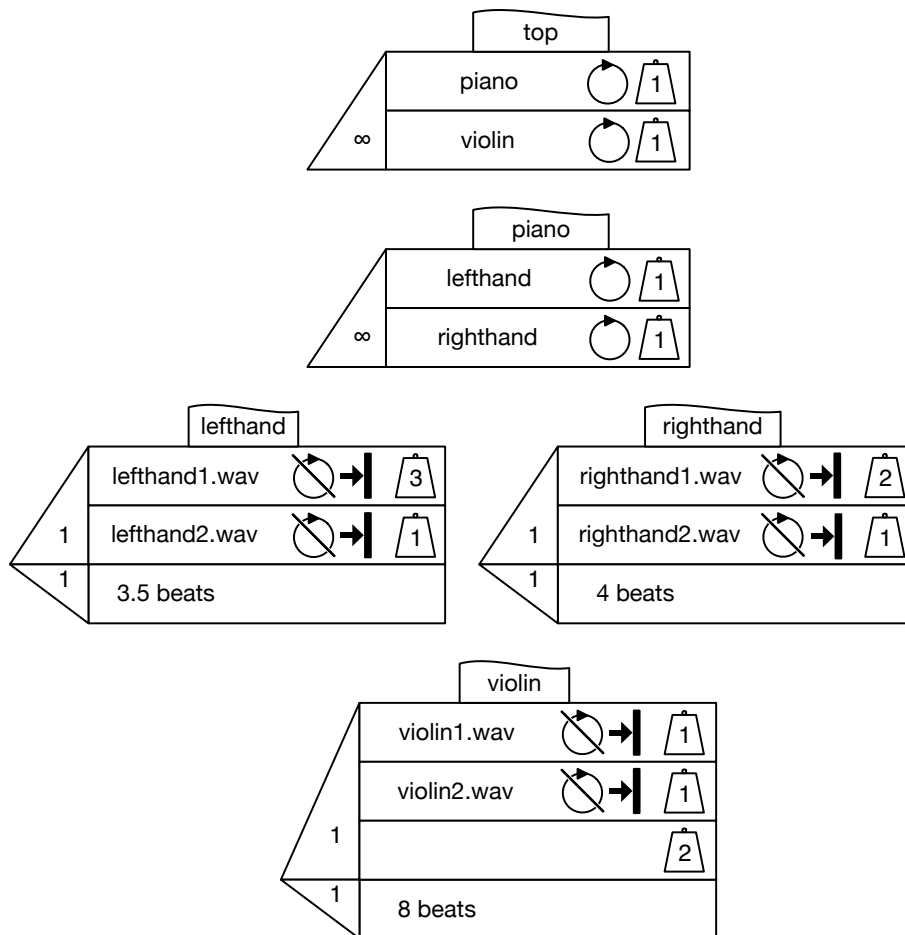 top
piano 1
∞ violin 1
piano
lefthand 1
∞ righthand 1
lefthand
lefthand1.wav 3
1 lefthand2.wav 1
1 3.5 beats
righthand
righthand1.wav 2
1 righthand2.wav 1
1 4 beats
violin
violin1.wav 1
violin2.wav 1
1 2
1 8 beats